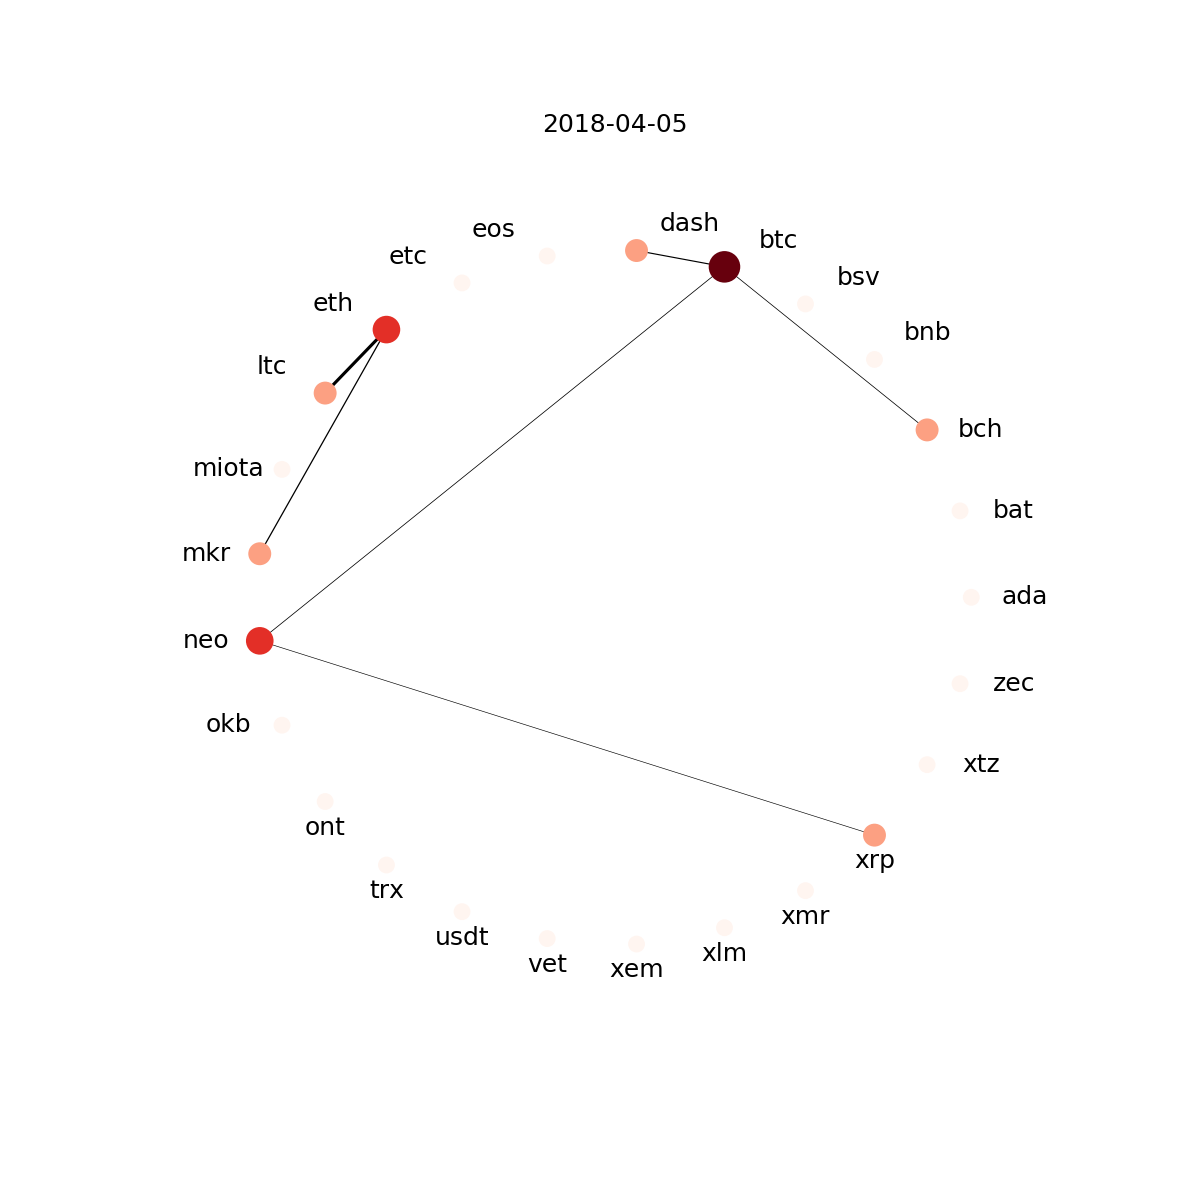 2018-04-05
dash
btc
eos
etc
bsv
eth
bnb
ltc
bch
miota
bat
mkr
ada
neo
zec
okb
xtz
ont
xrp
trx
xmr
usdt
xlm
vet
xem